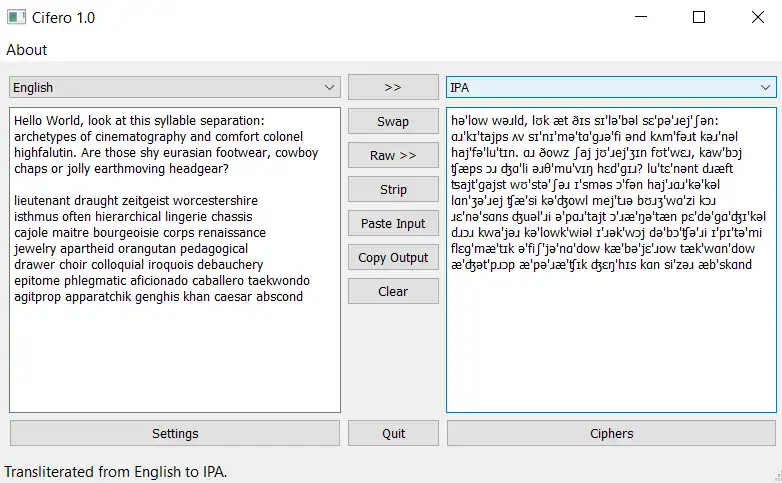 Cifero 1.0
About
English
>>
IPA
Hello World, look at this syllable separation:
archetypes of cinematography and comfort colonel
highfalutin. Are those shy eurasian footwear, cowboy
chaps or jolly earthmoving headgear?
lieutenant draught zeitgeist worcestershire
isthmus often hierarchical lingerie chassis
cajole maitre bourgeoisie corps renaissance
jewelry apartheid orangutan pedagogical
drawer choir colloquial iroquois debauchery
epitome phlegmatic aficionado caballero taekwondo
agitprop apparatchik genghis khan caesar abscond
Swap
Raw >>
Strip
Paste Input
Copy Output
Clear
hə'low wəɹld, lʊk æt ðɪs sɪ'lə'bəl sɛ'pə'ɹej'ʃən:
ɑɹ'kɪ'tajps ʌv sɪ'nɪ'mə'tɑ'gɹə'fi ənd kʌm'fəɹt kəɹ'nəl
haj'fə'lu'tɪn. ɑɹ ðowz ʃaj jʊ'ɹej'ʒɪn fʊt'wɛɹ, kaw'bɔj
ʧæps ɔɹ ʤɑ'li əɹθ'mu'vɪŋ hɛd'gɪɹ?
lu'tɛ'nənt dɹæft ʦajt'gajst wʊ'stə'ʃəɹ
ɪ'sməs ɔ'fən haj'ɹɑɹ'kə'kəl lɑn'ʒə'ɹej ʧæ'si
kə'ʤowl mej'tɹə bʊɹʒ'wɑ'zi kɔɹ ɹɛ'nə'sɑns
ʤuəl'ɹi ə'pɑɹ'tajt ɔ'ɹæ'ŋə'tæn pɛ'də'gɑ'ʤɪ'kəl
dɹɔɹ kwa'jəɹ kə'lowk'wiəl ɪ'ɹək'wɔj də'bɔ'ʧə'ɹi
ɪ'pɪ'tə'mi flɛg'mæ'tɪk ə'fiʃ'jə'nɑ'dow kæ'bə'jɛ'ɹow tæk'wɑn'dow
æ'ʤət'pɹɔp æ'pə'ɹæ'ʧɪk ʤɛŋ'hɪs kɑn si'zəɹ æb'skɑnd
Settings
Quit
Ciphers
Transliterated from English to IPA.